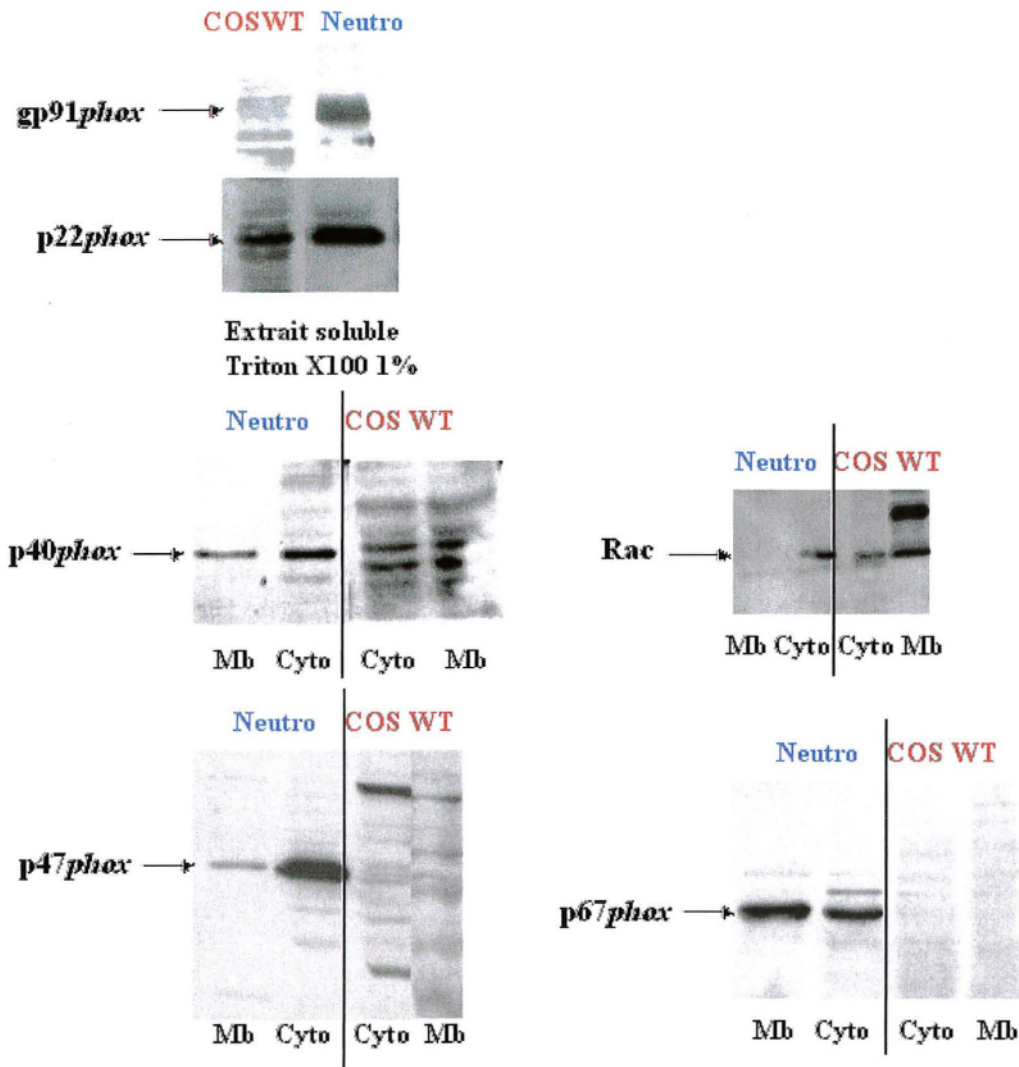 COSWT Neutro
gp91phox
p22phox
Extrait soluble
Triton X100 1%
Neutro COS WT
p40phox
Mb Cyto Cyto Mb
Neutro COS WT
Rac
Mb Cyto Cyto Mb
Neutro COS WT
p47phox
Mb Cyto Cyto Mb
Neutro COS WT
p67phox
Mb Cyto Cyto Mb